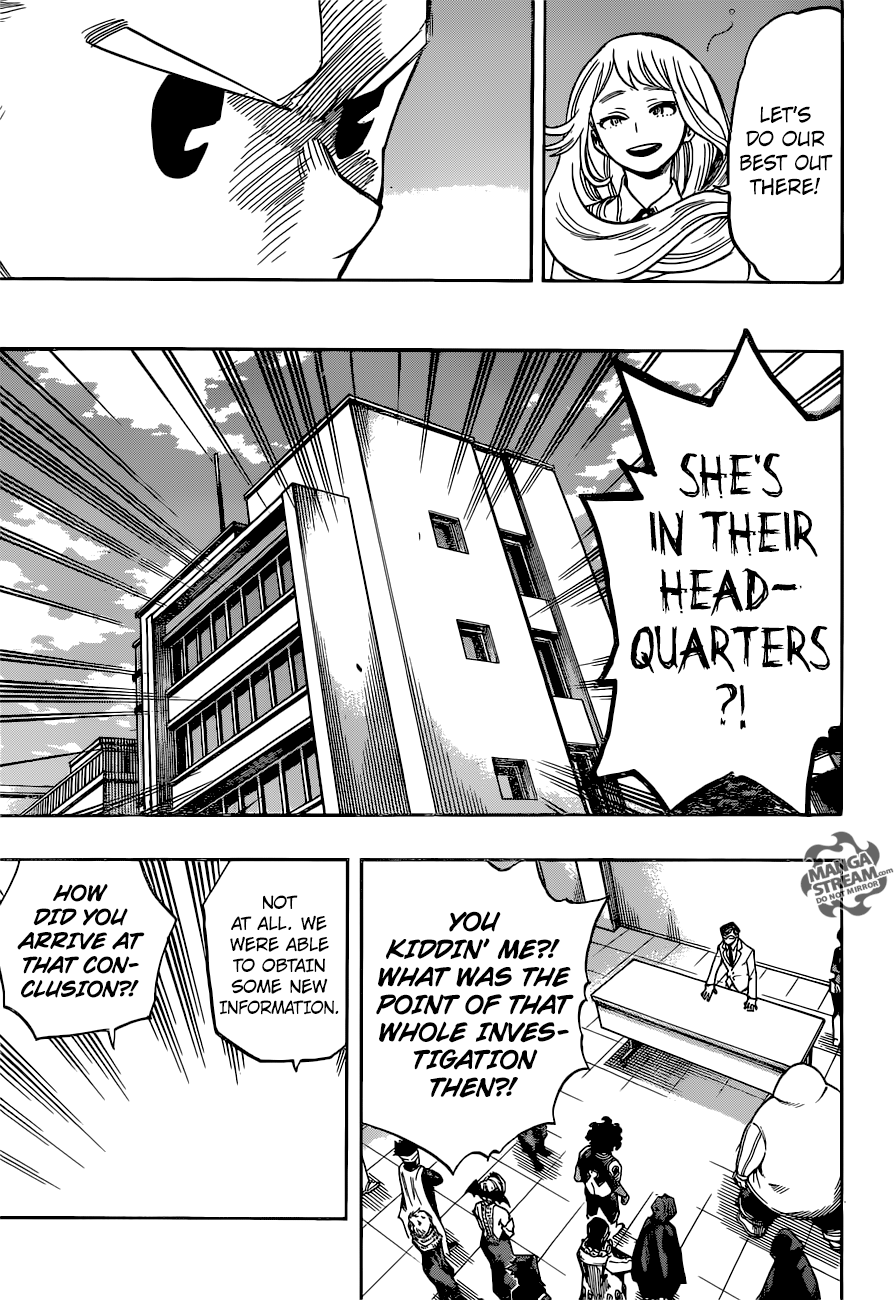 LET'S
DO OUR
BEST OUT
THERE!
SHE'S
IN THEIR
HEAD-
QUARTERS
?!
YOU
KIDDIN' ME?!
WHAT WAS THE
POINT OF THAT
WHOLE INVES-
TIGATION
THEN?!
NOT
AT ALL. WE
WERE ABLE
TO OBTAIN
SOME NEW
INFORMATION.
HOW
DID YOU
ARRIVE AT
THAT CON-
CLUSION?!
MANGA
STREAM.com
DO NOT MIRROR